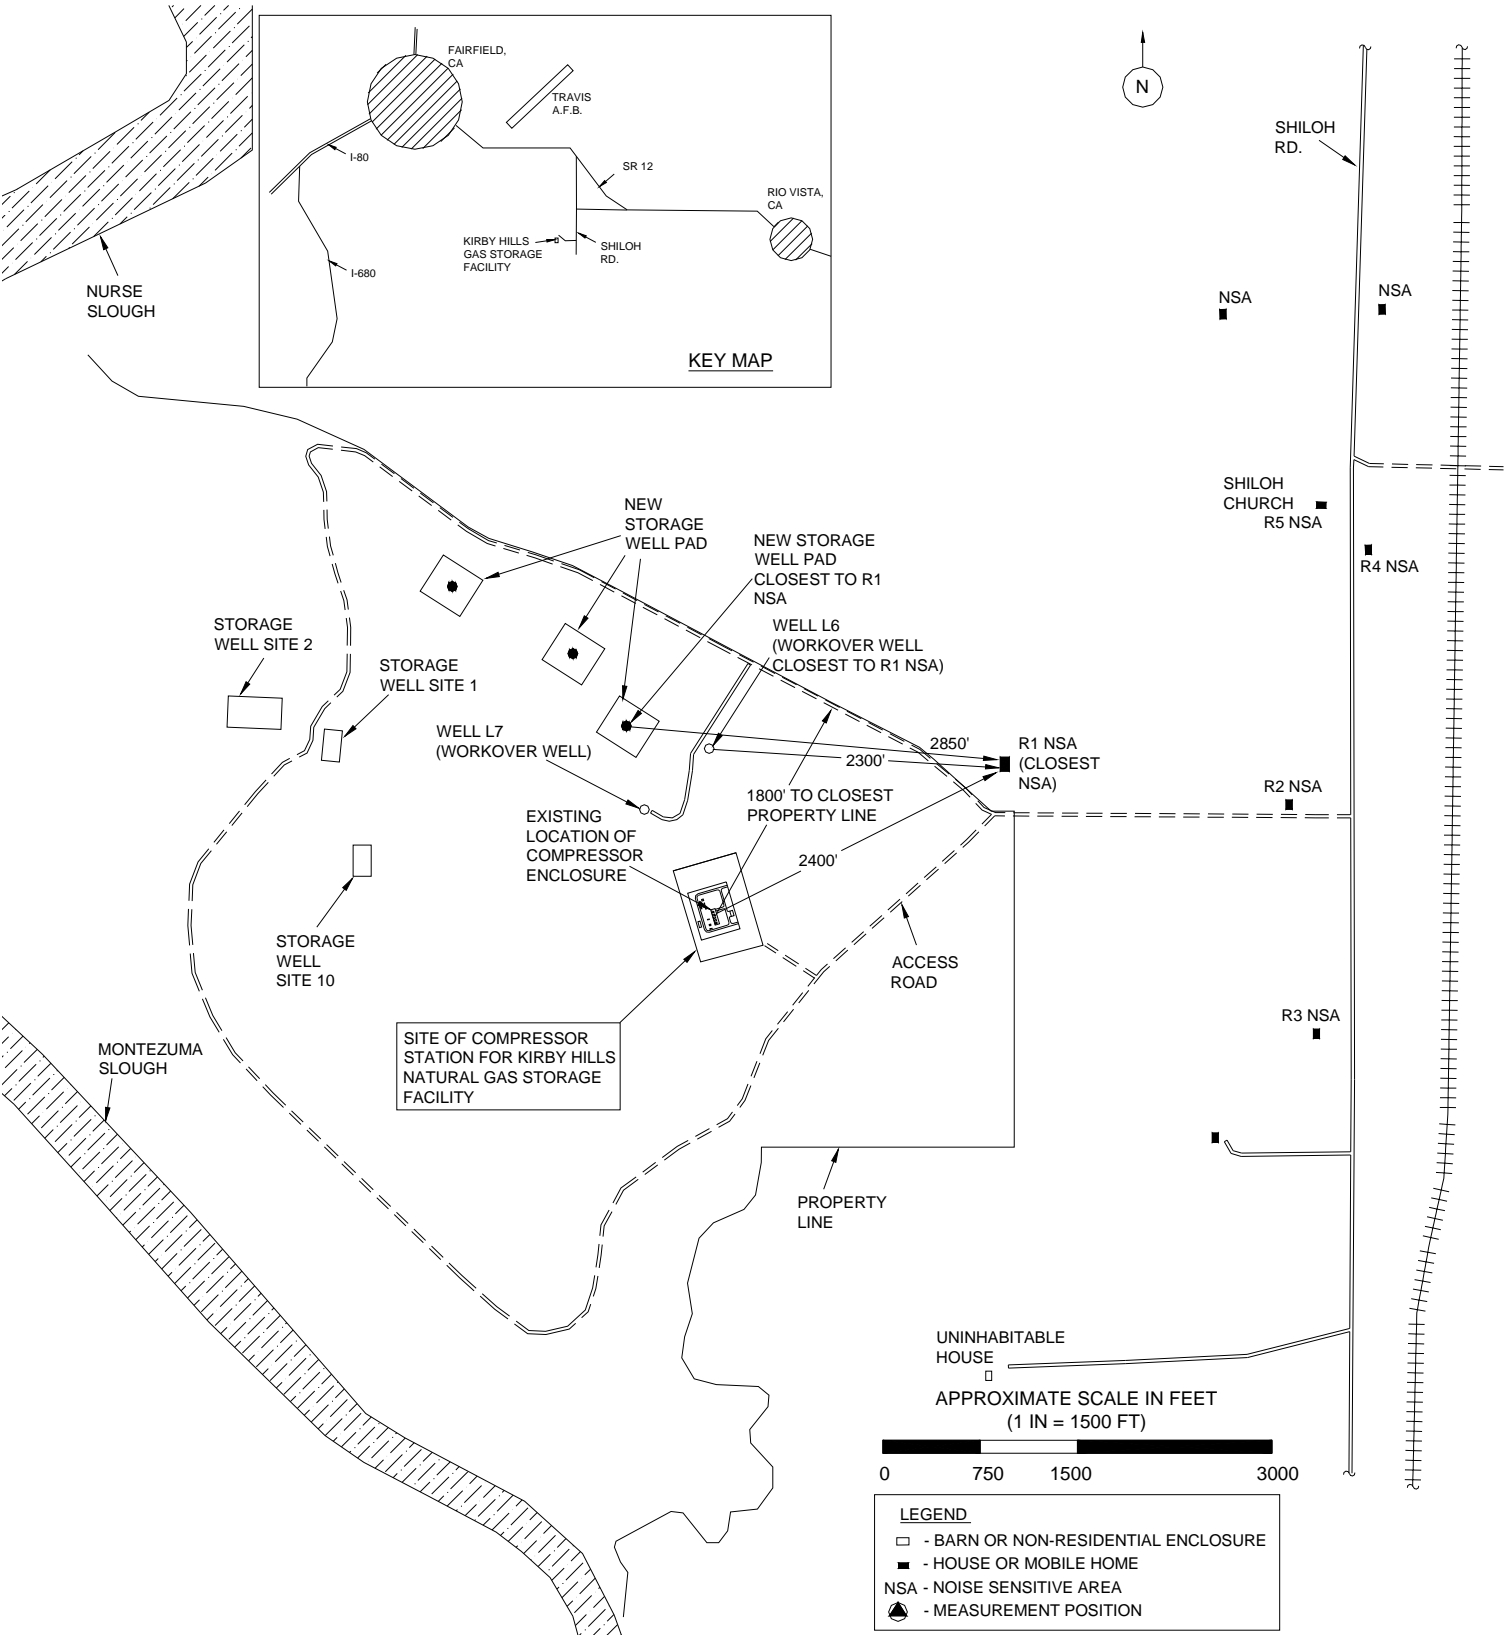 FAIRFIELD,
CA
TRAVIS
A.F.B.
I-80
SR 12
RIO VISTA,
CA
KIRBY HILLS
GAS STORAGE
FACILITY
SHILOH
RD.
I-680
KEY MAP
N
SHILOH
RD.
NURSE
SLOUGH
NSA
NSA
SHILOH
CHURCH
R5 NSA
R4 NSA
NEW
STORAGE
WELL PAD
NEW STORAGE
WELL PAD
CLOSEST TO R1
NSA
STORAGE
WELL SITE 2
WELL L6
(WORKOVER WELL
CLOSEST TO R1 NSA)
STORAGE
WELL SITE 1
WELL L7
(WORKOVER WELL)
2850'
2300'
R1 NSA
(CLOSEST
NSA)
R2 NSA
1800' TO CLOSEST
PROPERTY LINE
EXISTING
LOCATION OF
COMPRESSOR
ENCLOSURE
2400'
STORAGE
WELL
SITE 10
ACCESS
ROAD
R3 NSA
SITE OF COMPRESSOR
STATION FOR KIRBY HILLS
NATURAL GAS STORAGE
FACILITY
MONTEZUMA
SLOUGH
PROPERTY
LINE
UNINHABITABLE
HOUSE
APPROXIMATE SCALE IN FEET
(1 IN = 1500 FT)
0 750 1500 3000
LEGEND
- BARN OR NON-RESIDENTIAL ENCLOSURE
- HOUSE OR MOBILE HOME
NSA - NOISE SENSITIVE AREA
- MEASUREMENT POSITION